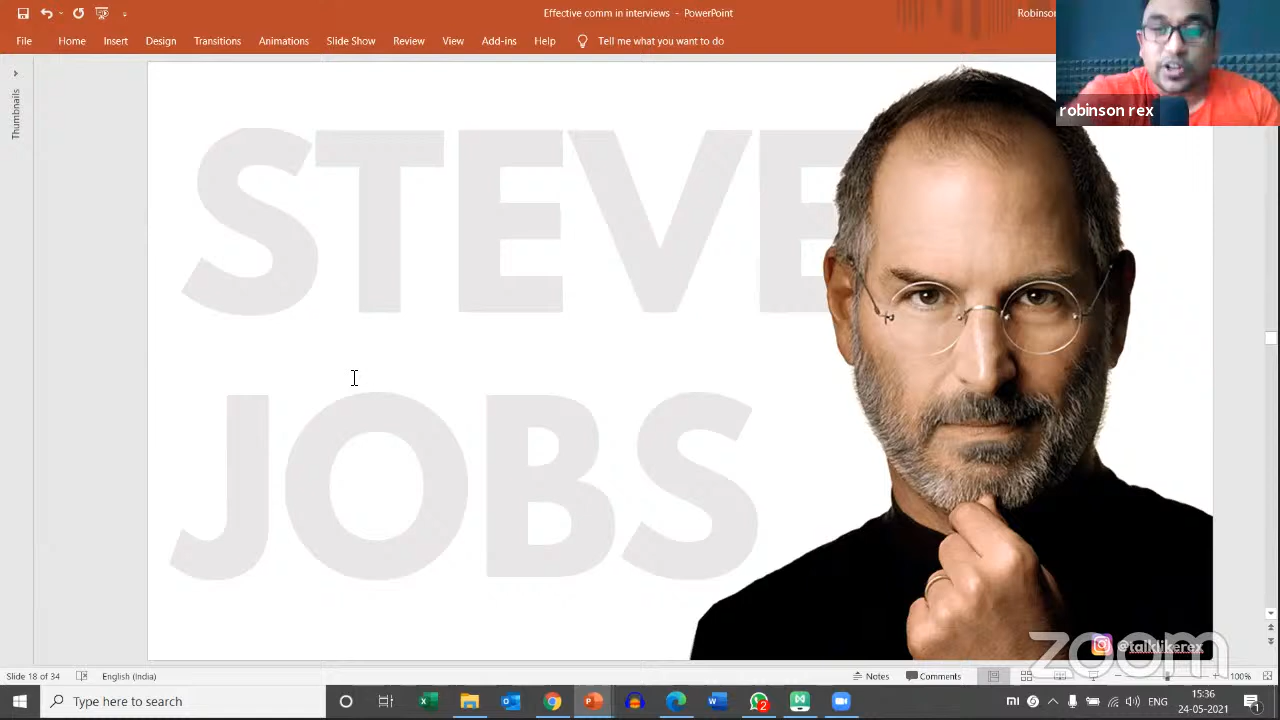 Effective comm in interviews - PowerPoint
Robinson
File Home Insert Design Transitions Animations Slide Show Review View Add-ins Help Tell me what you want to do
robinson rex
Thumbnails
STEVE
JOBS
@talklikerex
zoom
Slide 18 of 34 English (India) Notes Comments 100%
Type here to search
2
15:36
24-05-2021